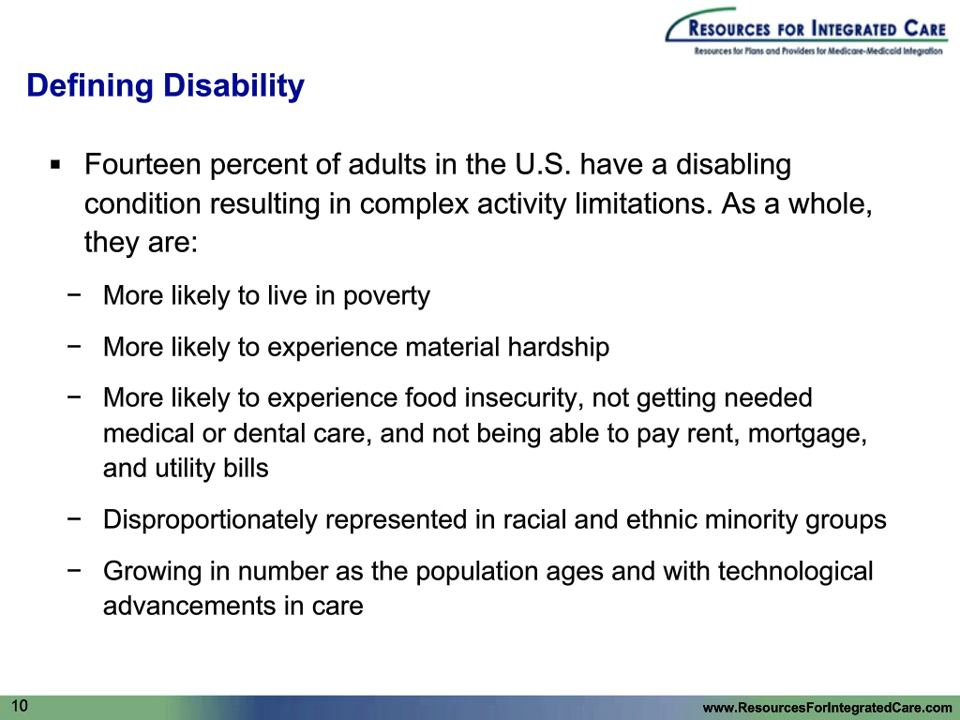 RESOURCES FOR INTEGRATED CARE
Resources for Plans and Providers for Medicare-Medicaid Integration
Defining Disability
▪ Fourteen percent of adults in the U.S. have a disabling
condition resulting in complex activity limitations. As a whole,
they are:
− More likely to live in poverty
− More likely to experience material hardship
− More likely to experience food insecurity, not getting needed
medical or dental care, and not being able to pay rent, mortgage,
and utility bills
− Disproportionately represented in racial and ethnic minority groups
− Growing in number as the population ages and with technological
advancements in care
10
www.ResourcesForIntegratedCare.com